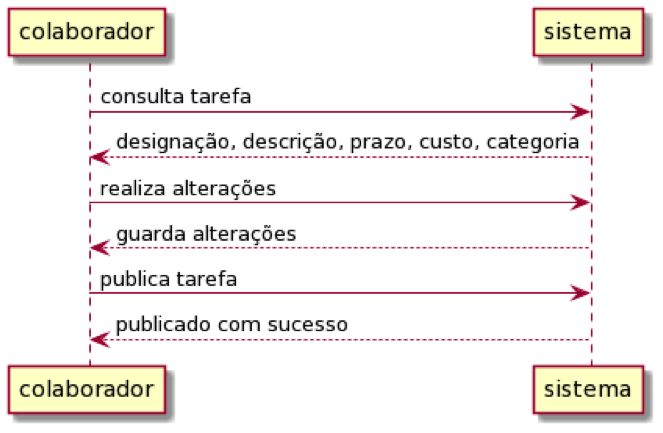 colaborador
sistema
consulta tarefa
designação, descrição, prazo, custo, categoria
realiza alterações
guarda alterações
publica tarefa
publicado com sucesso
colaborador
sistema